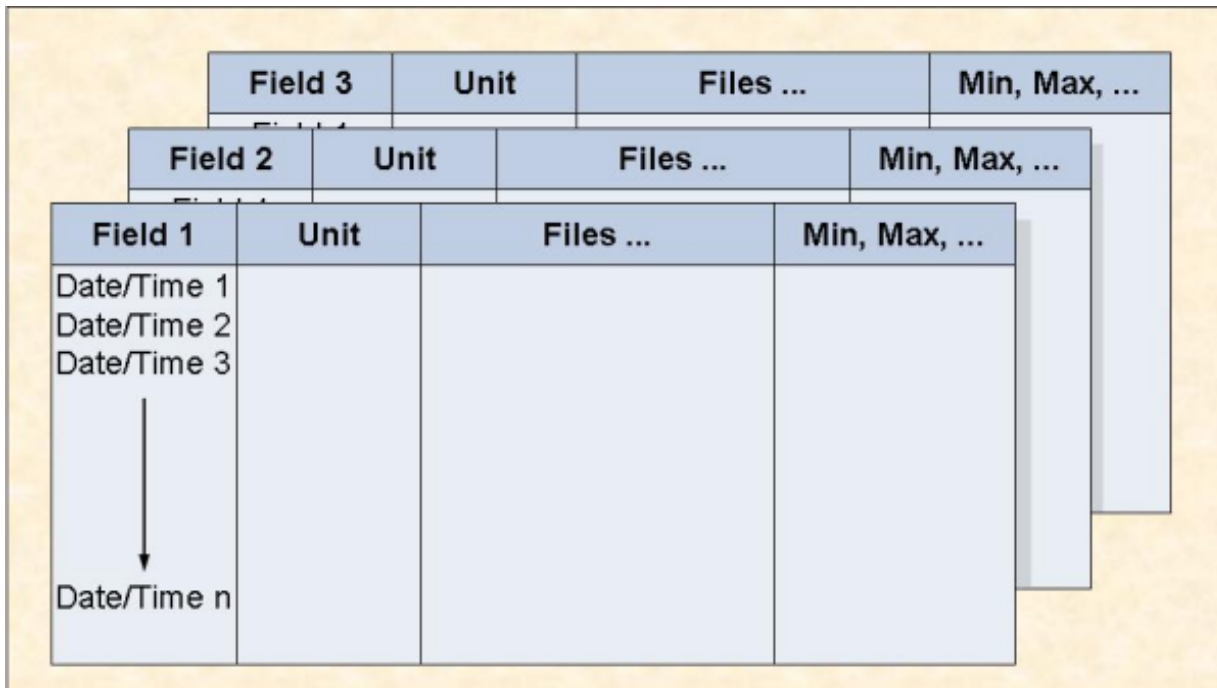 Field 3 Unit Files ... Min, Max, ...
Field 2 Unit Files ... Min, Max, ...
Field 1 Unit Files ... Min, Max, ...
Date/Time 1
Date/Time 2
Date/Time 3
Date/Time n